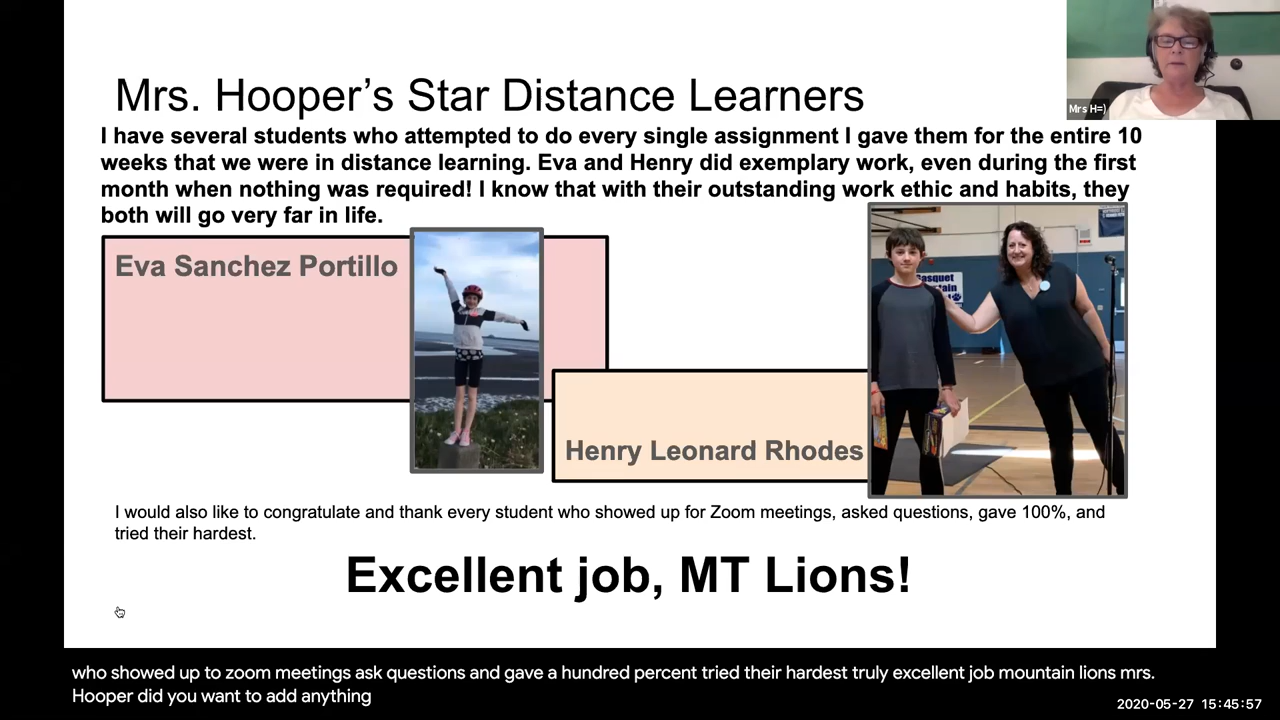 Mrs H=)
Mrs. Hooper's Star Distance Learners
I have several students who attempted to do every single assignment I gave them for the entire 10
weeks that we were in distance learning. Eva and Henry did exemplary work, even during the first
month when nothing was required! I know that with their outstanding work ethic and habits, they
both will go very far in life.
Eva Sanchez Portillo
Henry Leonard Rhodes
I would also like to congratulate and thank every student who showed up for Zoom meetings, asked questions, gave 100%, and
tried their hardest.
Excellent job, MT Lions!
who showed up to zoom meetings ask questions and gave a hundred percent tried their hardest truly excellent job mountain lions mrs.
Hooper did you want to add anything
2020-05-27 15:45:57